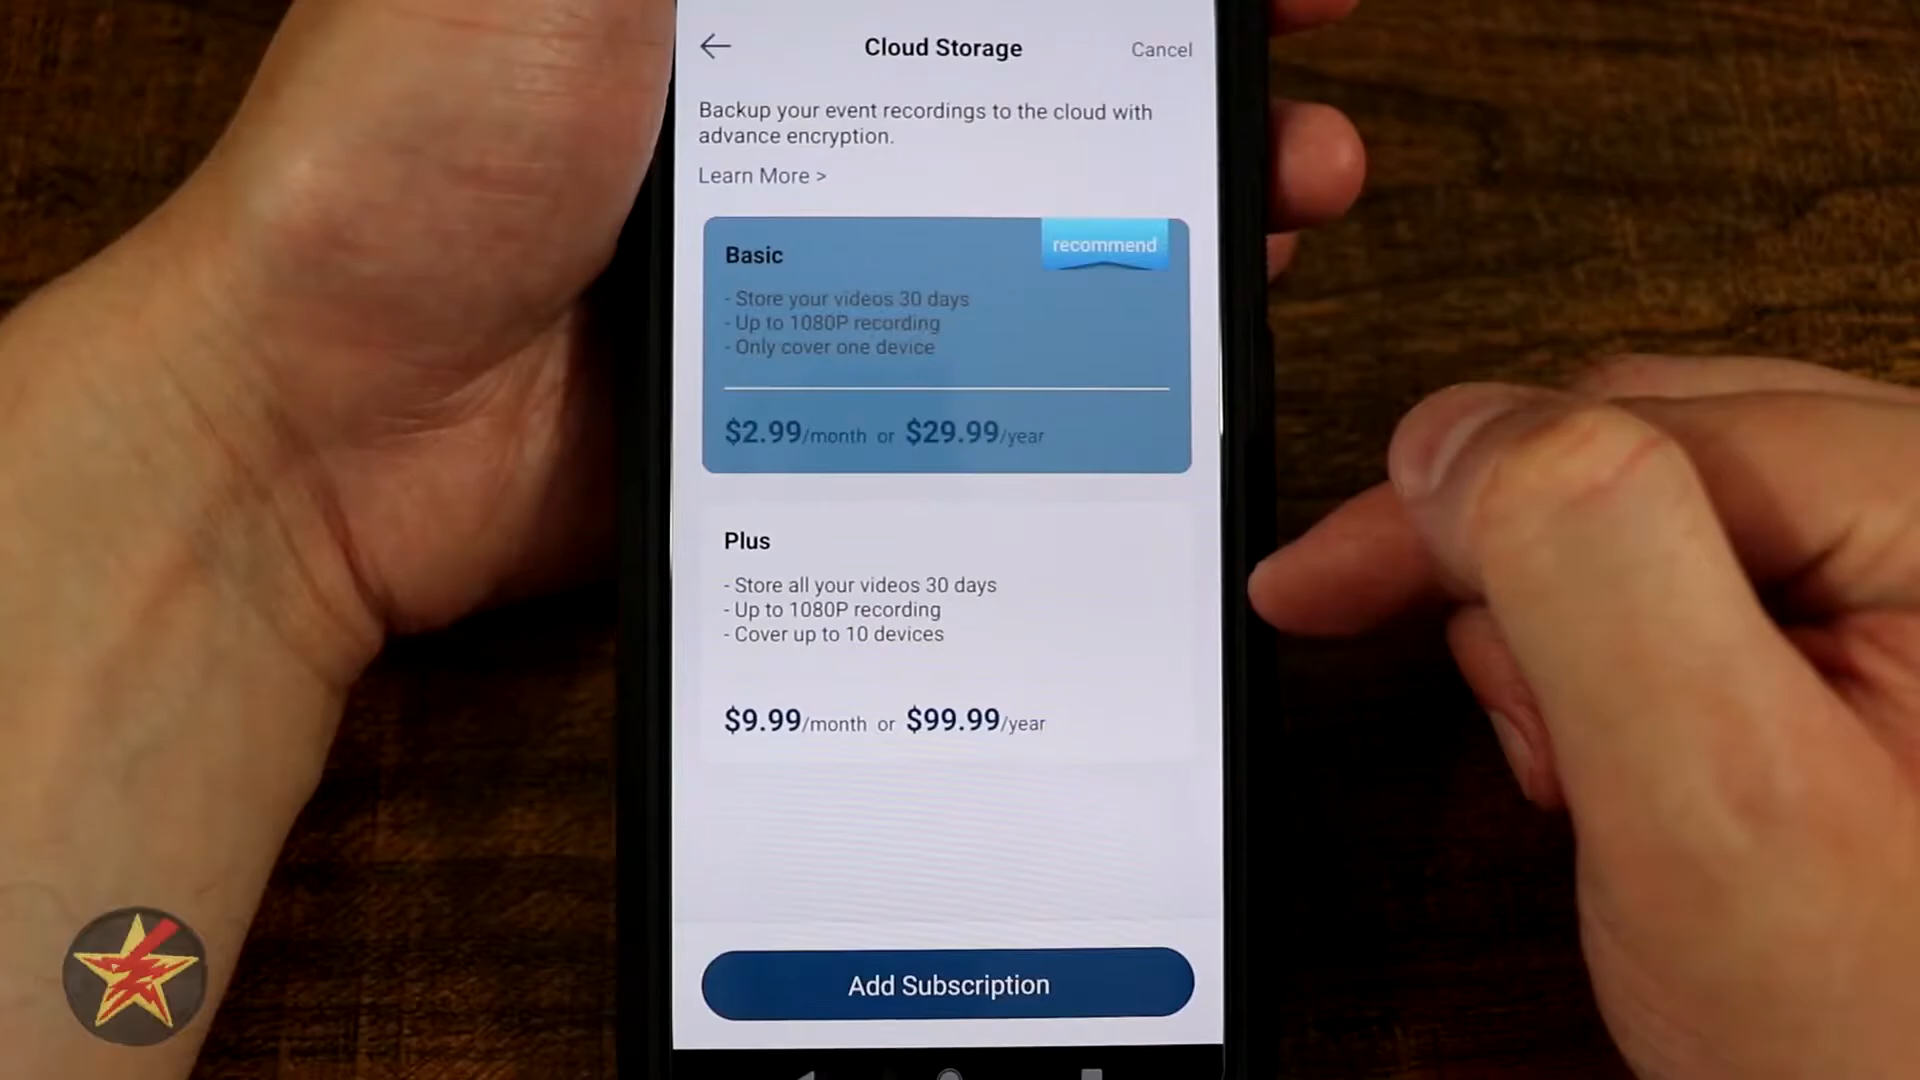 Cloud Storage
Cancel
Backup your event recordings to the cloud with
advance encryption.
Learn More >
recommend
Basic
- Store your videos 30 days
- Up to 1080P recording
- Only cover one device
$2.99/month or $29.99/year
Plus
- Store all your videos 30 days
- Up to 1080P recording
- Cover up to 10 devices
$9.99/month or $99.99/year
Add Subscription